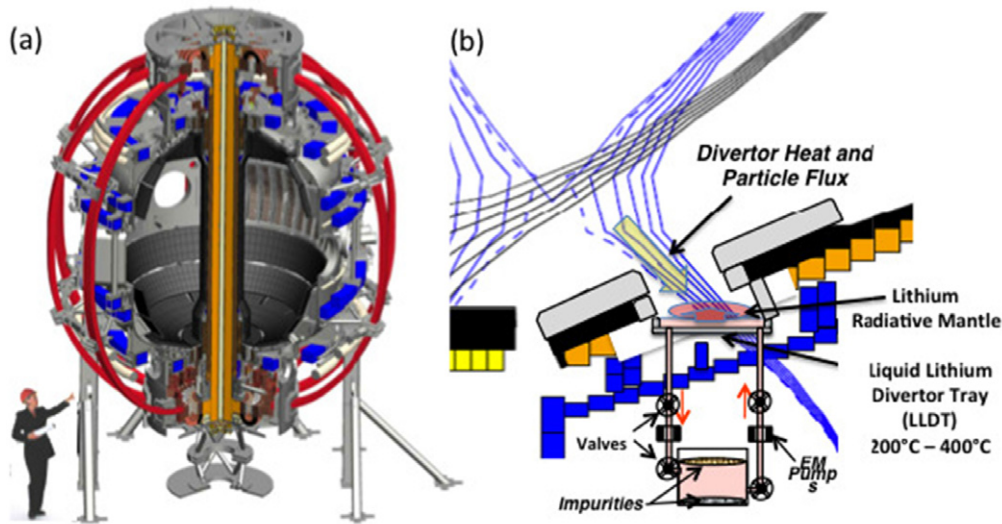 (a)
(b)
Divertor Heat and
Particle Flux
Lithium
Radiative Mantle
Liquid Lithium
Divertor Tray
(LLDT)
200°C – 400°C
Valves
EM
Pump
s
Impurities